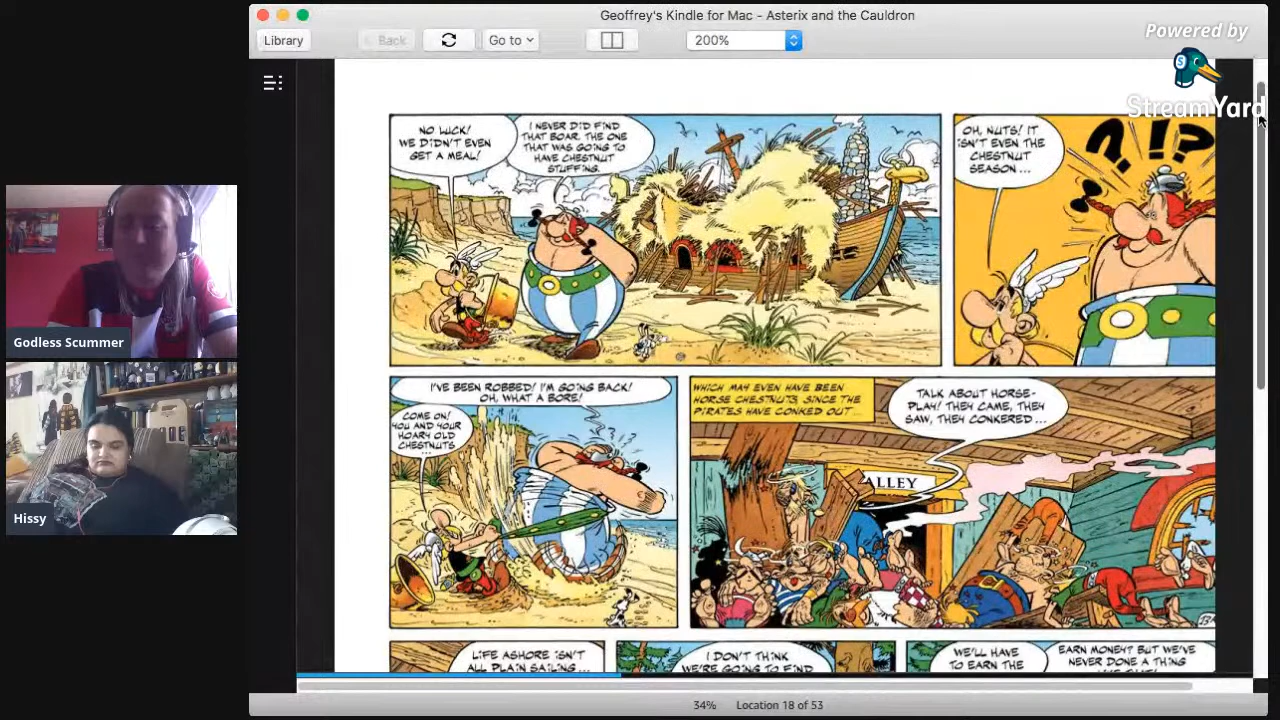 Geoffrey's Kindle for Mac - Asterix and the Cauldron
Powered by
StreamYard
Library
Back
Go to
200%
NO LUCK!
WE DIDN'T EVEN
GET A MEAL!
I NEVER DID FIND
THAT BOAR. THE ONE
THAT WAS GOING TO
HAVE CHESTNUT
STUFFING.
OH, NUTS! IT
ISN'T EVEN THE
CHESTNUT
SEASON...
? !?
I'VE BEEN ROBBED! I'M GOING BACK!
OH, WHAT A BORE!
COME ON!
YOU AND YOUR
HOARY OLD
CHESTNUTS
...
WHICH MAY EVEN HAVE BEEN
HORSE CHESTNUTS, SINCE THE
PIRATES HAVE CONKED OUT...
TALK ABOUT HORSE-
PLAY! THEY CAME, THEY
SAW, THEY CONKERED...
ALLEY
LIFE ASHORE ISN'T
ALL PLAIN SAILING...
I DON'T THINK
WE'RE GOING TO FIND
WE'LL HAVE
TO EARN THE
EARN MONEY? BUT WE'VE
NEVER DONE A THING
Godless Scummer
Hissy
34%
Location 18 of 53